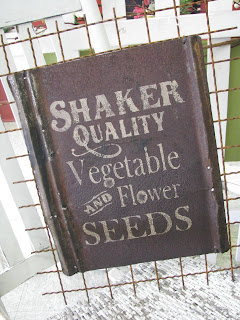 SHAKER
QUALITY
Vegetable
AND Flower
SEEDS